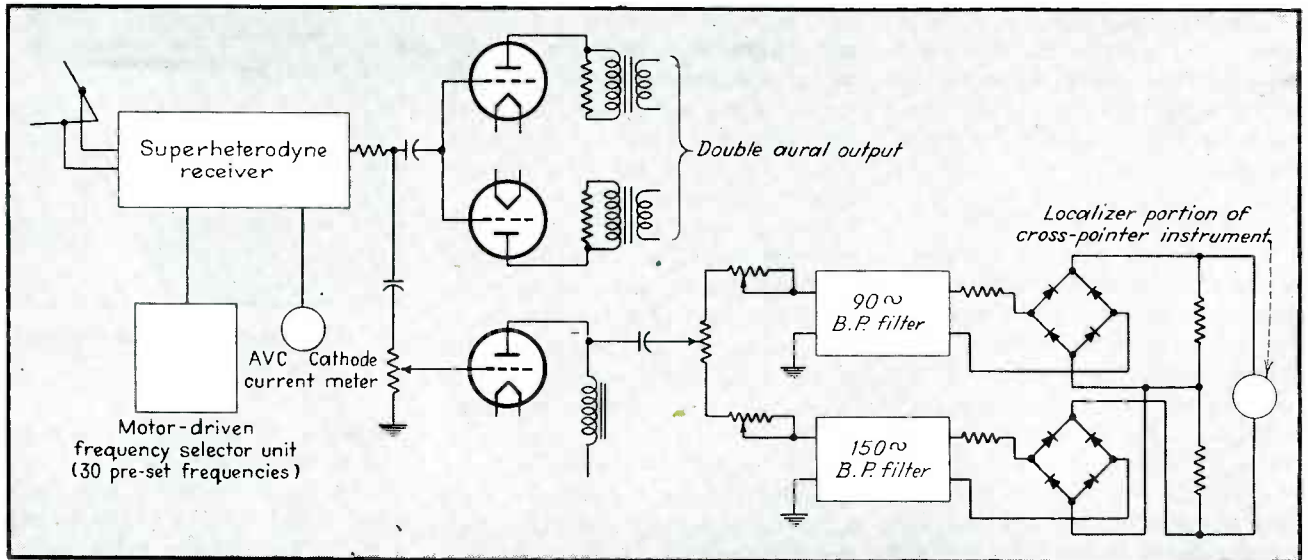 Superheterodyne
receiver
Double aural output
Localizer portion of
cross-pointer instrument
90~
B.P. filter
AVC Cathode
current meter
Motor-driven
frequency selector unit
(30 pre-set frequencies)
150~
B.P. filter